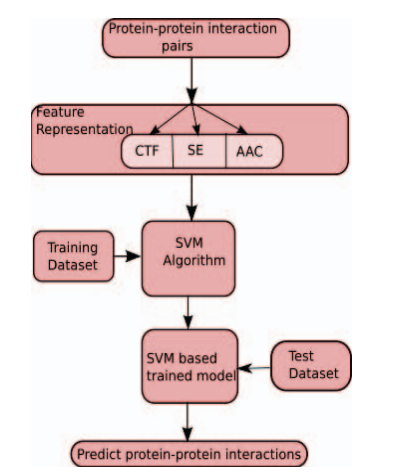 Protein-protein interaction
pairs
Feature
Representation
CTF SE AAC
SVM
Algorithm
Training
Dataset
SVM based
trained model
Test
Dataset
Predict protein-protein interactions